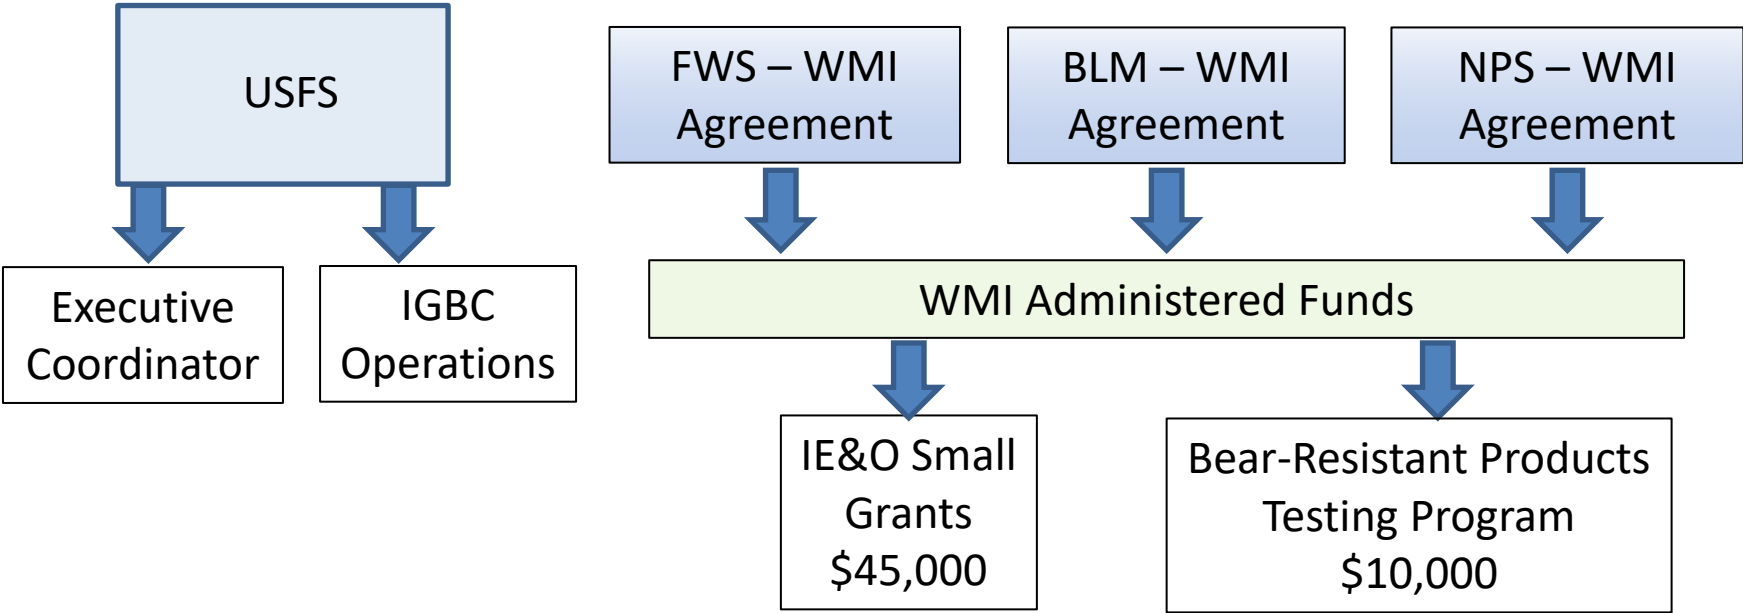 USFS
FWS – WMI
Agreement
BLM – WMI
Agreement
NPS – WMI
Agreement
Executive
Coordinator
IGBC
Operations
WMI Administered Funds
IE&O Small
Grants
$45,000
Bear-Resistant Products
Testing Program
$10,000